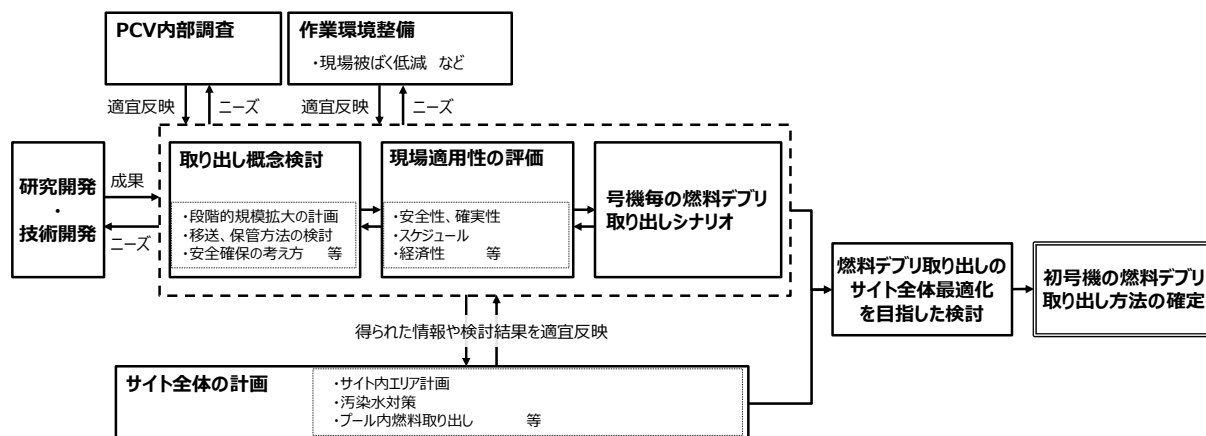 PCV内部調査
作業環境整備
・現場被ばく低減 など
適宜反映
ニーズ
適宜反映
ニーズ
研究開発
・
技術開発
成果
ニーズ
取り出し概念検討
・段階的規模拡大の計画
・移送、保管方法の検討
・安全確保の考え方 等
現場適用性の評価
・安全性、確実性
・スケジュール
・経済性 等
号機毎の燃料デブリ
取り出しシナリオ
燃料デブリ取り出しの
サイト全体最適化
を目指した検討
初号機の燃料デブリ
取り出し方法の確定
得られた情報や検討結果を適宜反映
サイト全体の計画
・サイト内エリア計画
・汚染水対策
・プール内燃料取り出し 等